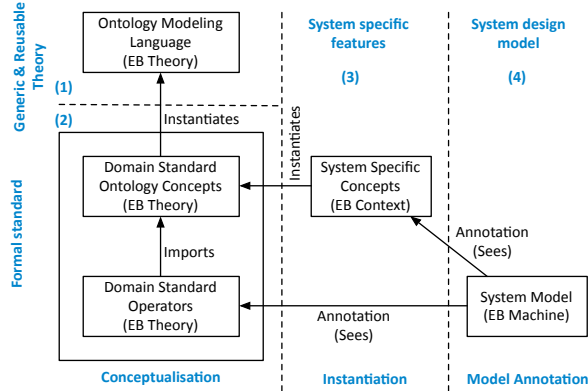 Generic & Reusable
Theory
(1)
Ontology Modeling
Language
(EB Theory)
System specific
features
(3)
System design
model
(4)
(2)
Instantiates
Formal standard
Domain Standard
Ontology Concepts
(EB Theory)
Instantiates
System Specific
Concepts
(EB Context)
Annotation
(Sees)
Imports
Domain Standard
Operators
(EB Theory)
Annotation
(Sees)
System Model
(EB Machine)
Conceptualisation
Instantiation
Model Annotation